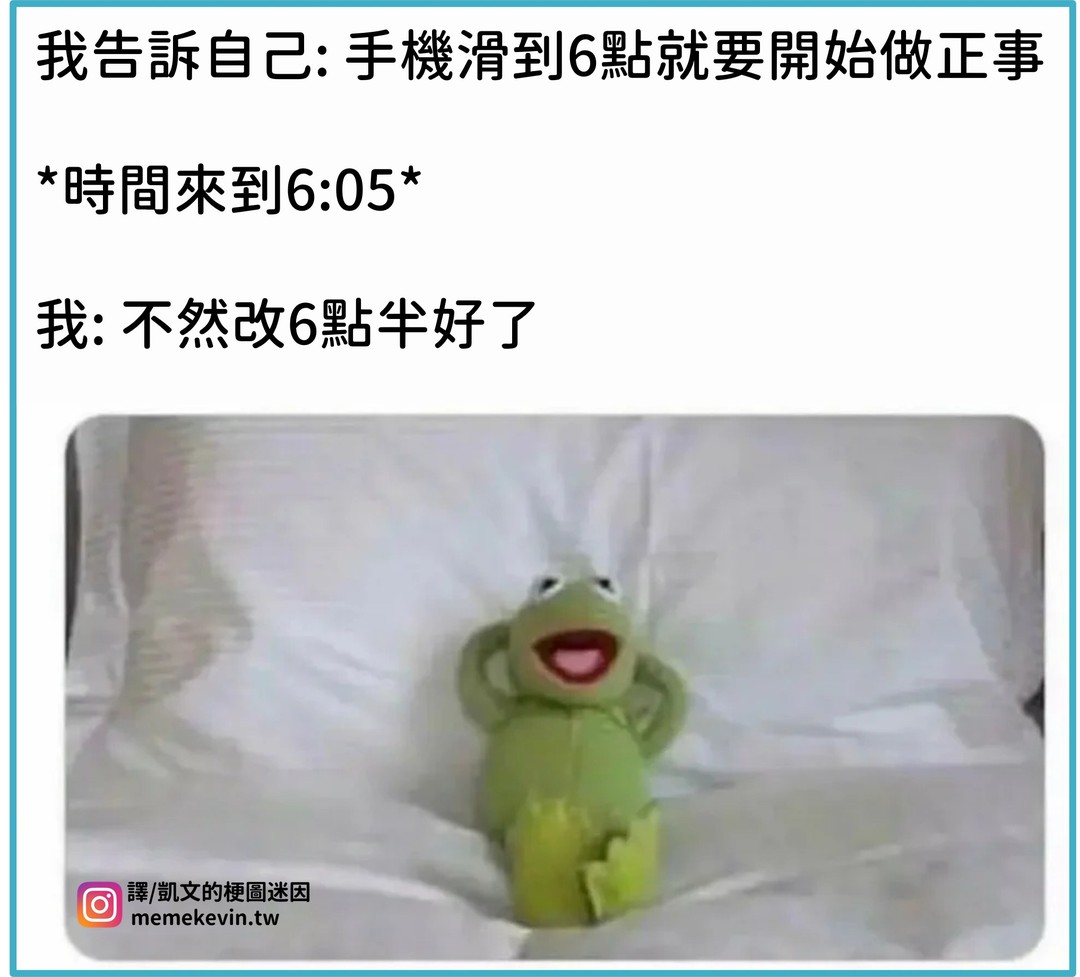 我告訴自己: 手機滑到6點就要開始做正事
*時間來到6:05*
我: 不然改6點半好了
譯/凱文的梗圖迷因
memekevin.tw